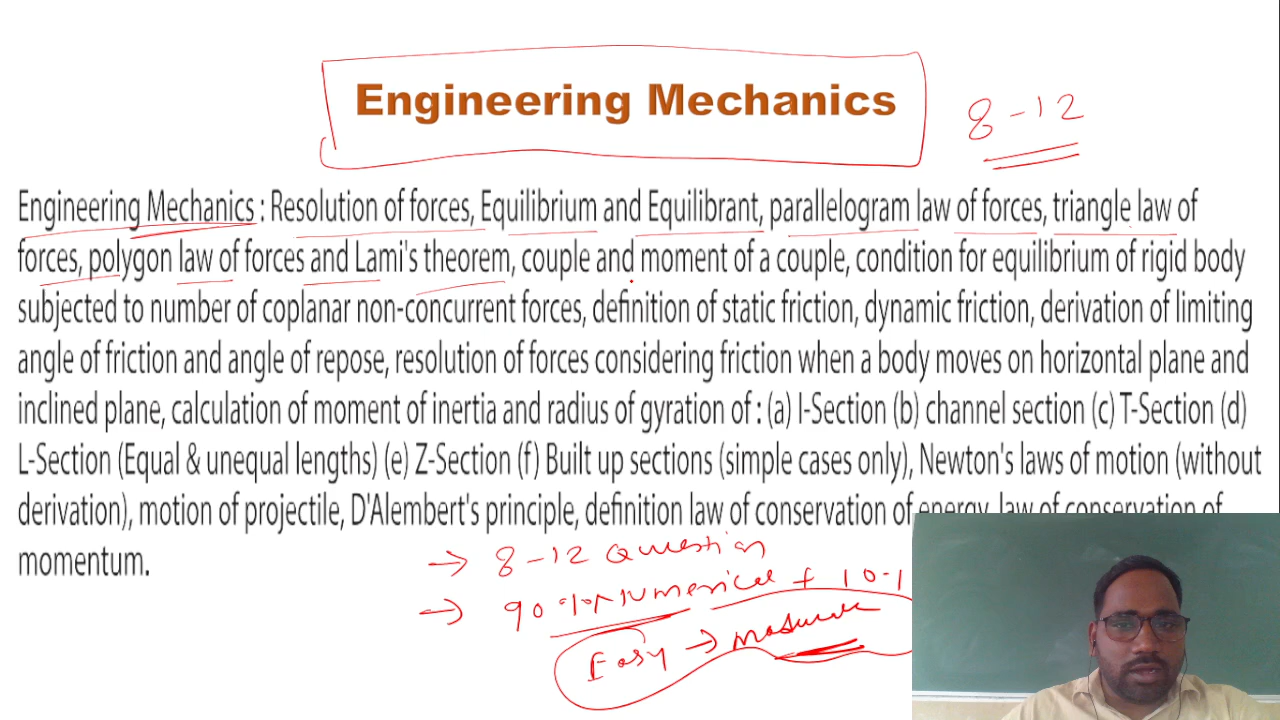 Engineering Mechanics
8-12
Engineering Mechanics : Resolution of forces, Equilibrium and Equilibrant, parallelogram law of forces, triangle law of
forces, polygon law of forces and Lami's theorem, couple and moment of a couple, condition for equilibrium of rigid body
subjected to number of coplanar non-concurrent forces, definition of static friction, dynamic friction, derivation of limiting
angle of friction and angle of repose, resolution of forces considering friction when a body moves on horizontal plane and
inclined plane, calculation of moment of inertia and radius of gyration of : (a) I-Section (b) channel section (c) T-Section (d)
L-Section (Equal & unequal lengths) (e) Z-Section (f) Built up sections (simple cases only), Newton's laws of motion (without
derivation), motion of projectile, D'Alembert's principle, definition law of conservation of energy, law of conservation of
momentum.
→ 8-12 Question
→ 90 % Numerical + 10
Easy →